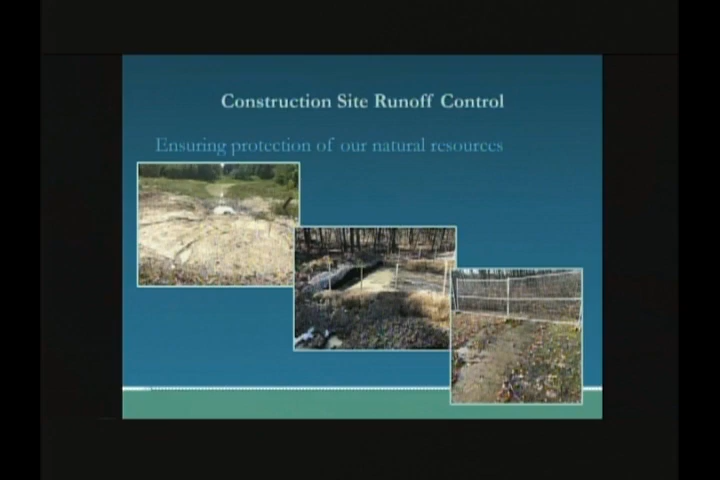 Construction Site Runoff Control
Ensuring protection of our natural resources